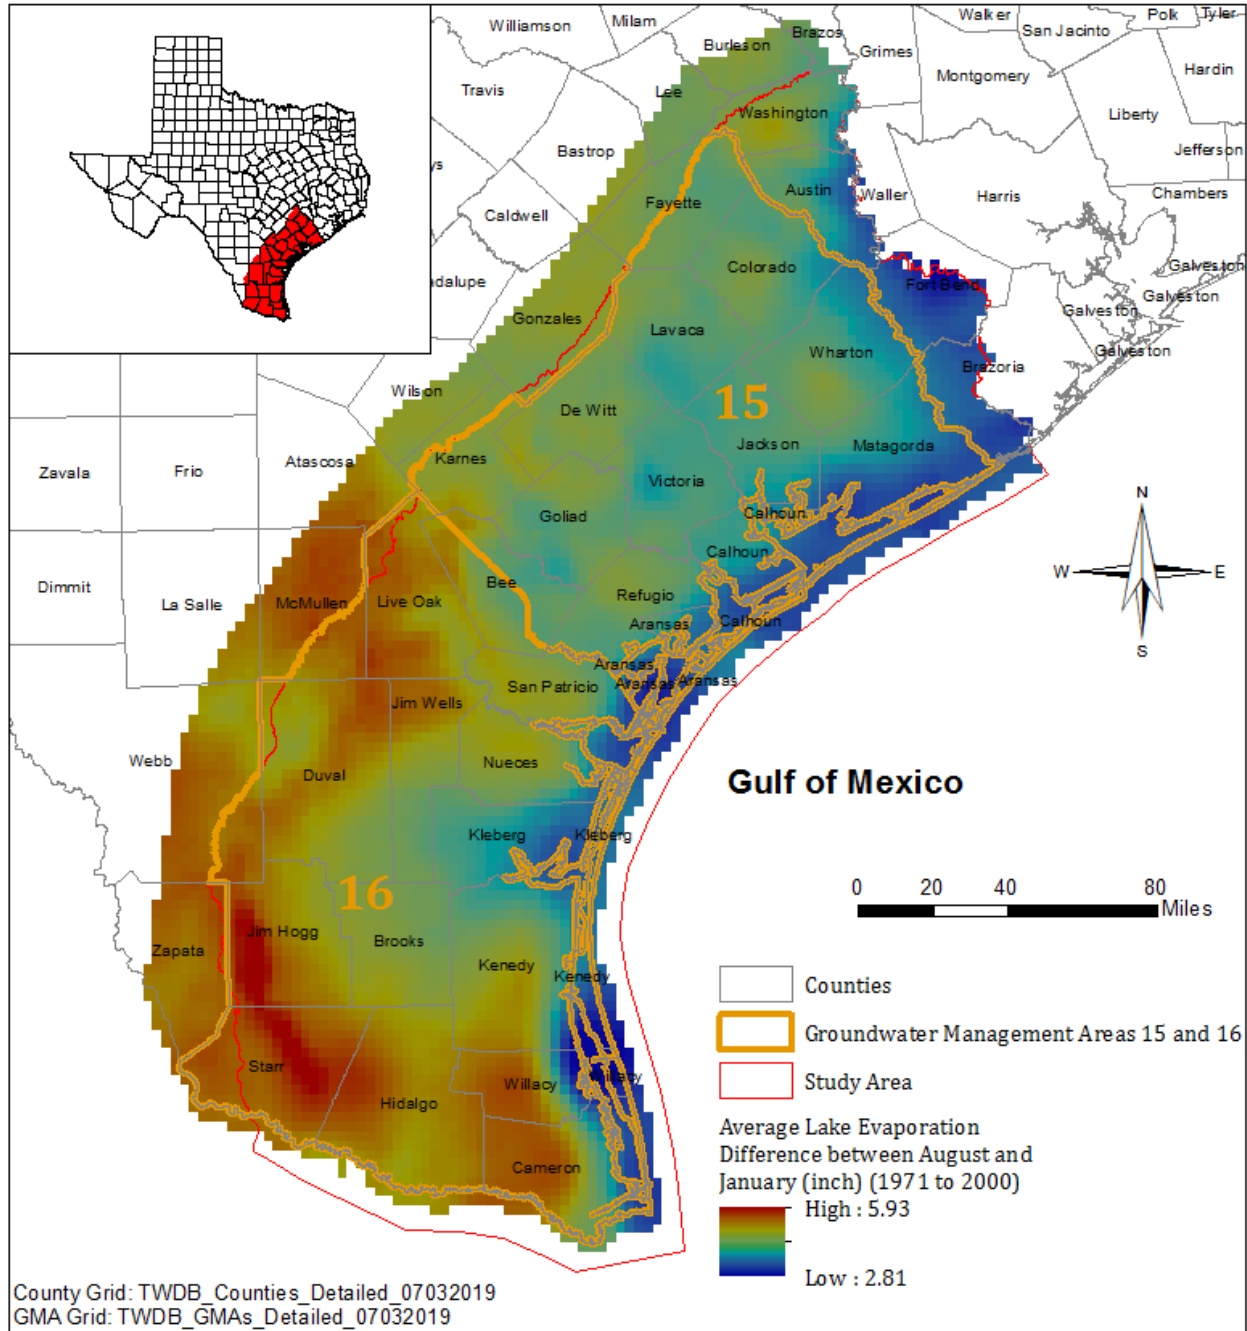 Williamson
Milam
Burleson
Brazos
Walker
Polk
Tyler
San Jacinto
Grimes
Montgomery
Hardin
Travis
Lee
Washington
Liberty
Bastrop
Jefferson
ys
Austin
Waller
Harris
Chambers
Caldwell
Fayette
Colorado
Galveston
adalupe
Fort Bend
Galveston
Galveston
Gonzales
Lavaca
Wharton
Galveston
Brazoria
Wilson
De Witt
15
Jackson
Matagorda
Zavala
Frio
Atascosa
Karnes
Victoria
Goliad
Calhoun
N
Calhoun
Dimmit
La Salle
McMullen
Live Oak
Bee
Refugio
W
E
Aransas
Calhoun
S
Aransas
Aransas
Aransas
San Patricio
Jim Wells
Webb
Duval
Nueces
Gulf of Mexico
Kleberg
Kleberg
16
0 20 40 80
Miles
Jim Hogg
Brooks
Zapata
Kenedy
Kenedy
Counties
Groundwater Management Areas 15 and 16
Starr
Willacy
Willacy
Study Area
Hidalgo
Cameron
Average Lake Evaporation
Difference between August and
January (inch) (1971 to 2000)
High : 5.93
Low : 2.81
County Grid: TWDB_Counties_Detailed_07032019
GMA Grid: TWDB_GMAs_Detailed_07032019